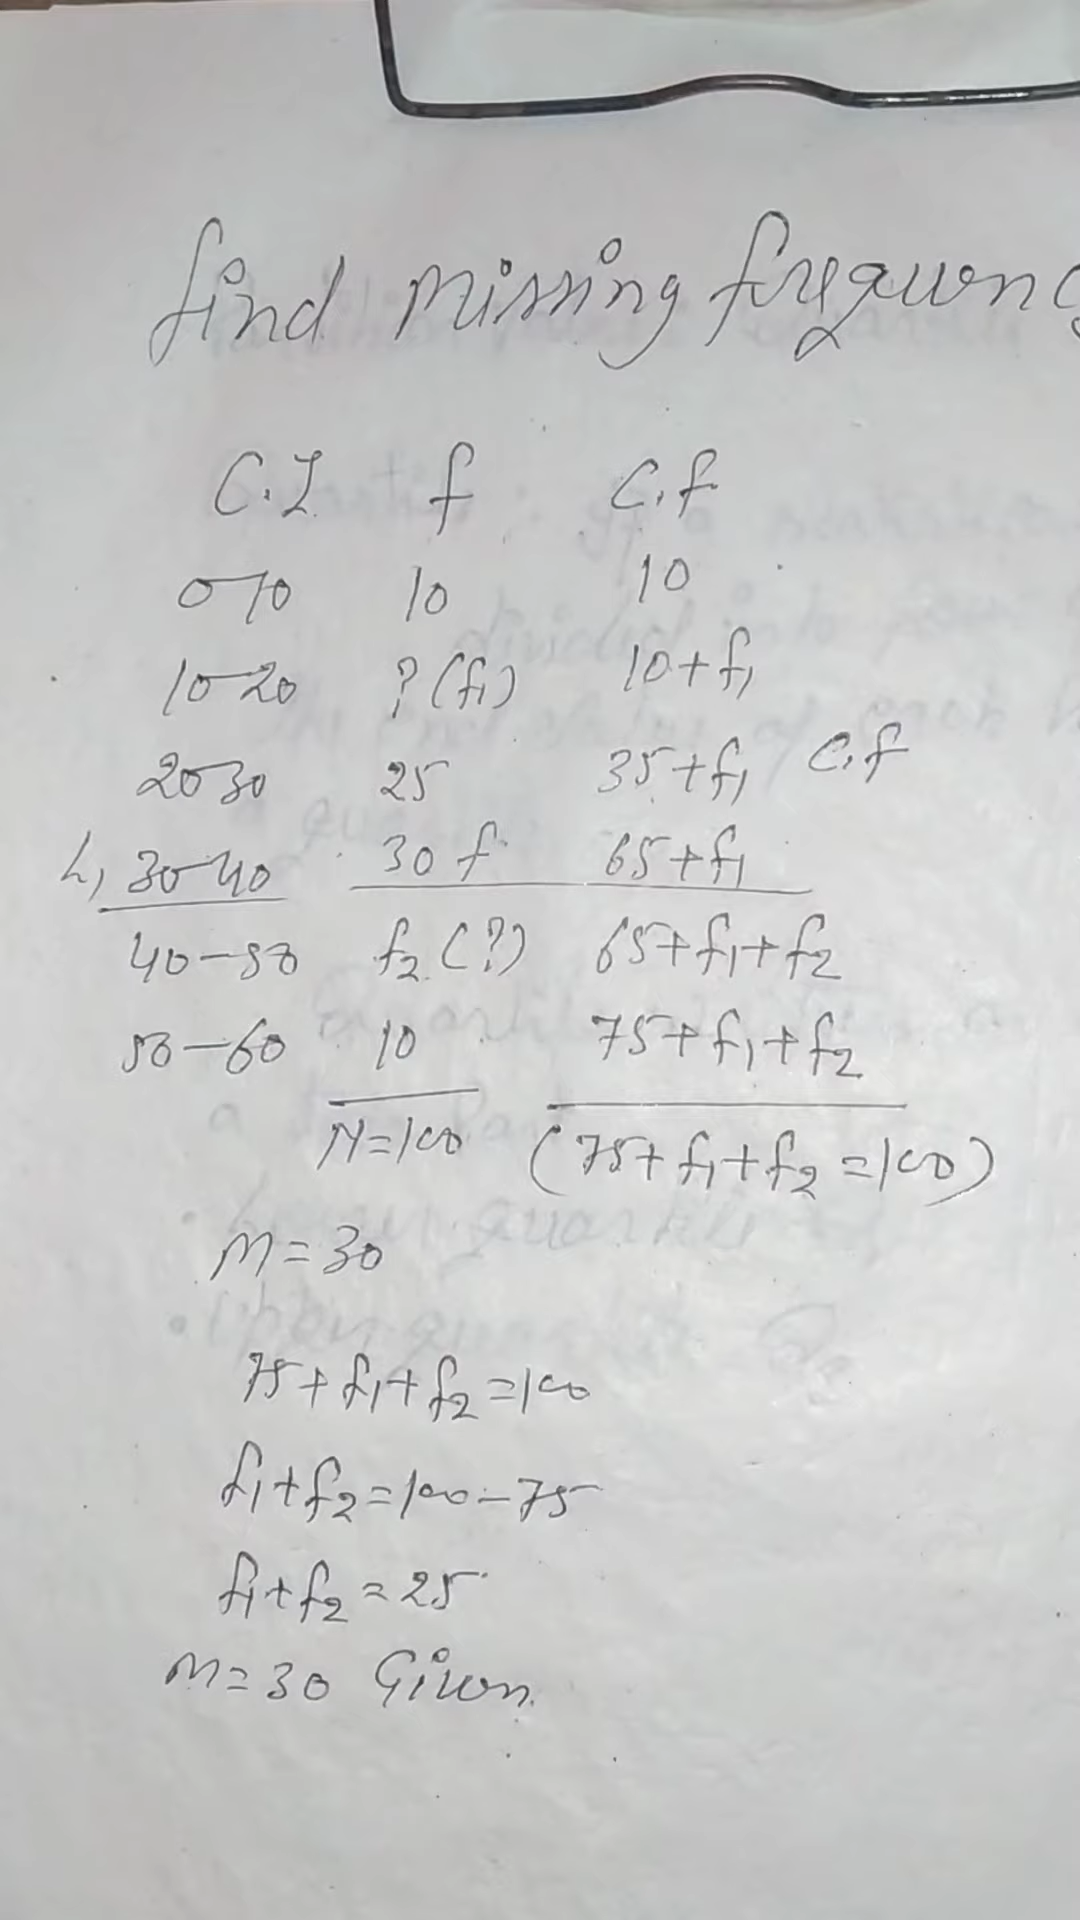 find missing frequenc
C.I f C.f
0-10 10 10
10-20 ?(f1) 10+f1
20-30 25 35+f1 C.f
L1 30-40 30 f 65+f1
40-50 f2(?) 65+f1+f2
50-60 10 75+f1+f2
N=100 (75+f1+f2=100)
M=30
75+f1+f2=100
f1+f2=100-75
f1+f2=25
M=30 Given